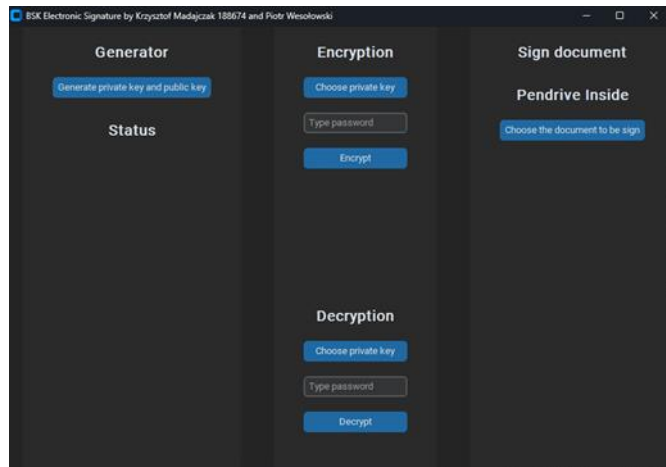 BSK Electronic Signature by Krzysztof Madajczak 188674 and Piotr Wesołowski
Generator
Generate private key and public key
Status
Encryption
Choose private key
Type password
Encrypt
Decryption
Choose private key
Type password
Decrypt
Sign document
Pendrive Inside
Choose the document to be sign